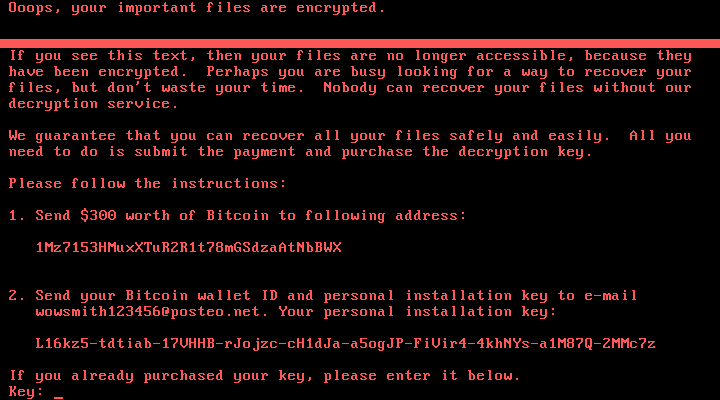 Ooops, your important files are encrypted.
If you see this text, then your files are no longer accessible, because they
have been encrypted.  Perhaps you are busy looking for a way to recover your
files, but don't waste your time.  Nobody can recover your files without our
decryption service.
We guarantee that you can recover all your files safely and easily.  All you
need to do is submit the payment and purchase the decryption key.
Please follow the instructions:
1. Send $300 worth of Bitcoin to following address:
1Mz7153HMuxXTuR2R1t78mGSdzaAtNbBWX
2. Send your Bitcoin wallet ID and personal installation key to e-mail
wowsmith123456@posteo.net. Your personal installation key:
L16kz5-tdtiab-17VHHB-rJojzc-cH1dJa-a5ogJP-FiVir4-4khNYs-a1M87Q-2MMc7z
If you already purchased your key, please enter it below.
Key: _